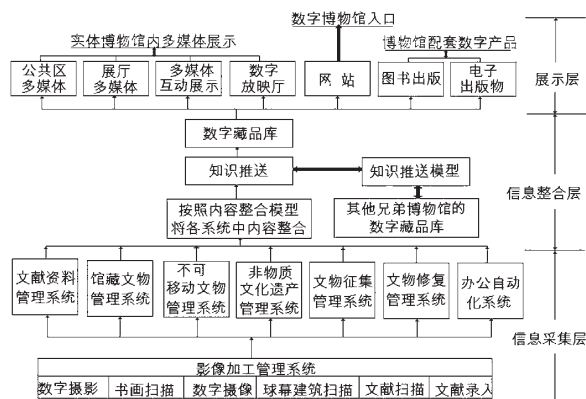 数字博物馆入口
实体博物馆内多媒体展示
博物馆配套数字产品
公共区
多媒体
展厅
多媒体
多媒体
互动展示
数字
放映厅
网 站
图书出版
电子
出版物
展示层
数字藏品库
知识推送
知识推送模型
信息整合层
按照内容整合模型
将各系统中内容整合
其他兄弟博物馆的
数字藏品库
文献资料
管理系统
馆藏文物
管理系统
不可
移动文物
管理系统
非物质
文化遗产
管理系统
文物征集
管理系统
文物修复
管理系统
办公自动
化系统
信息采集层
影像加工管理系统
数字摄影
书画扫描
数字摄像
球幕建筑扫描
文献扫描
文献录入